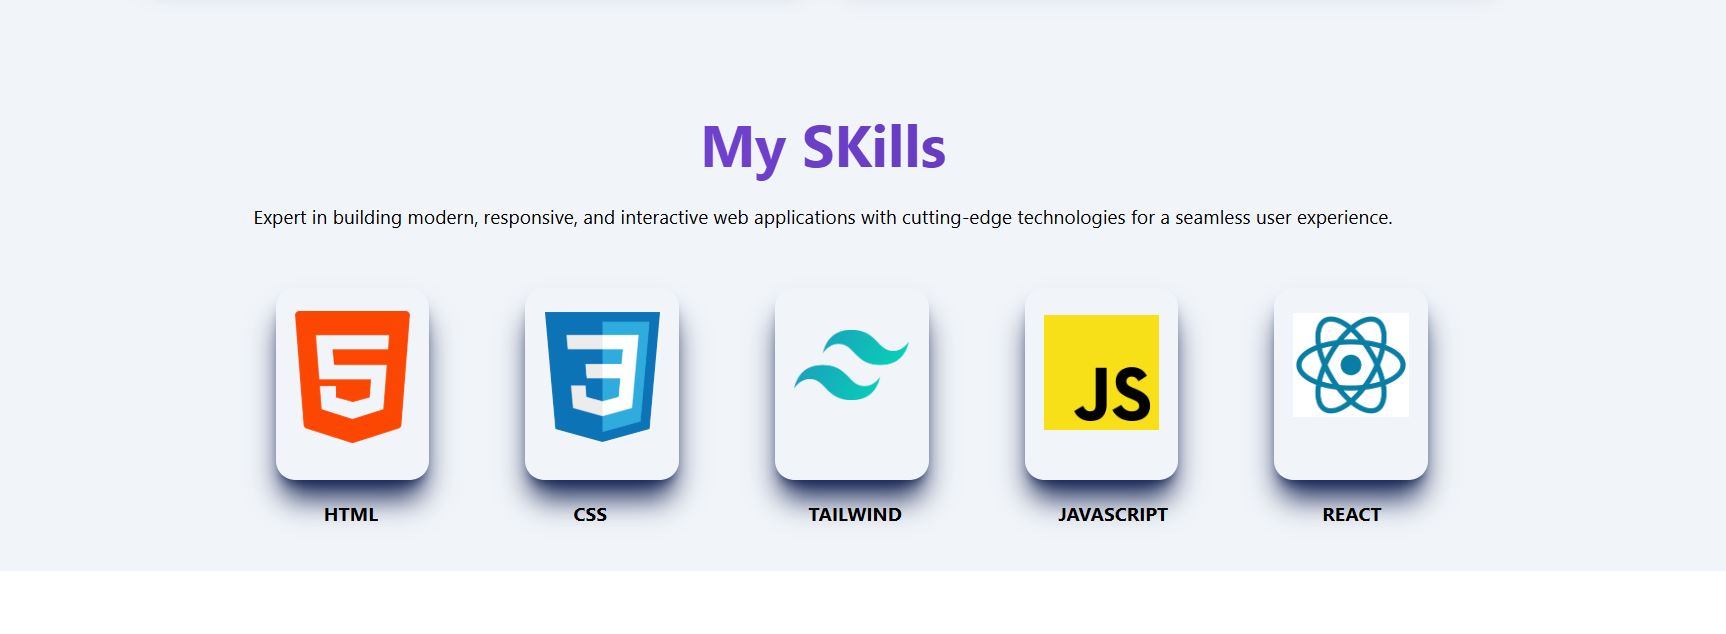 My SKills
Expert in building modern, responsive, and interactive web applications with cutting-edge technologies for a seamless user experience.
5
3
JS
HTML
CSS
TAILWIND
JAVASCRIPT
REACT